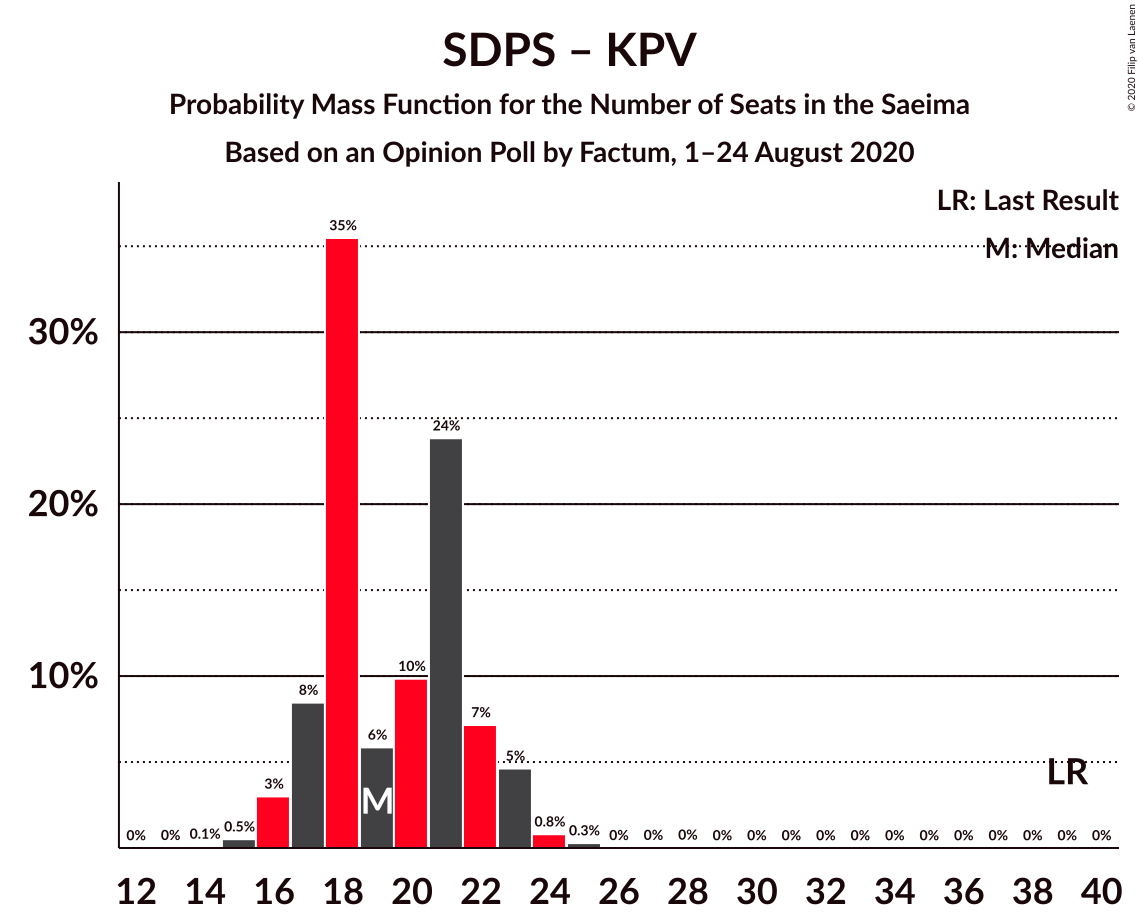 SDPS – KPV
Probability Mass Function for the Number of Seats in the Saeima
Based on an Opinion Poll by Factum, 1–24 August 2020
© 2020 Filip van Laenen
LR: Last Result
M: Median
35%
30%
24%
20%
10%
10%
8%
7%
6%
5%
3%
M
LR
0% 0% 0.1% 0.5% 0.8% 0.3% 0% 0% 0% 0% 0% 0% 0% 0% 0% 0% 0% 0% 0% 0% 0%
12 14 16 18 20 22 24 26 28 30 32 34 36 38 40